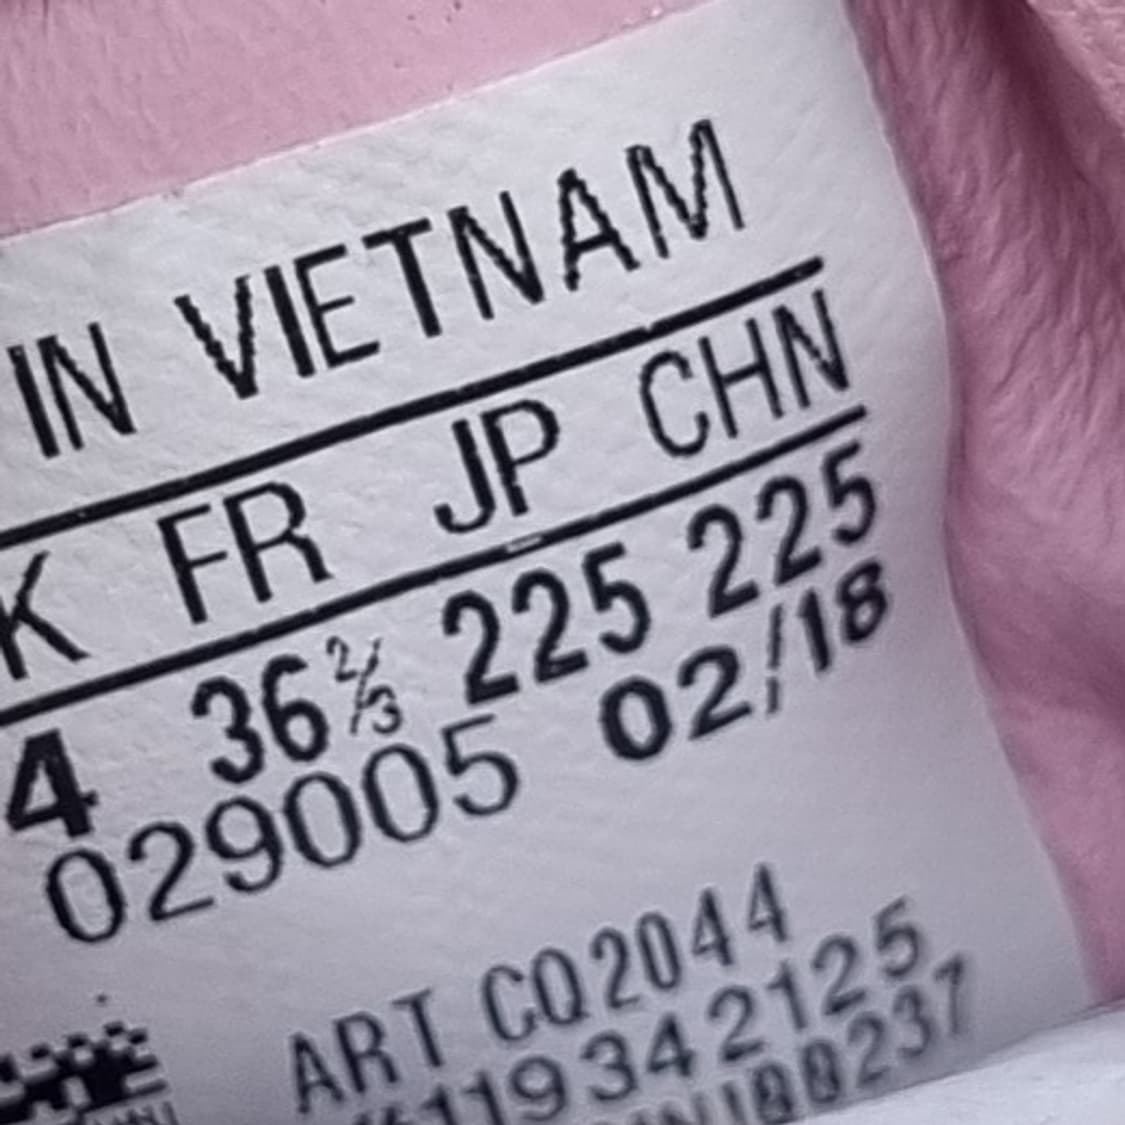 IN VIETNAM
K FR JP CHN
4 36⅔ 225 225
029005 02/18
ART CQ2044
119342125